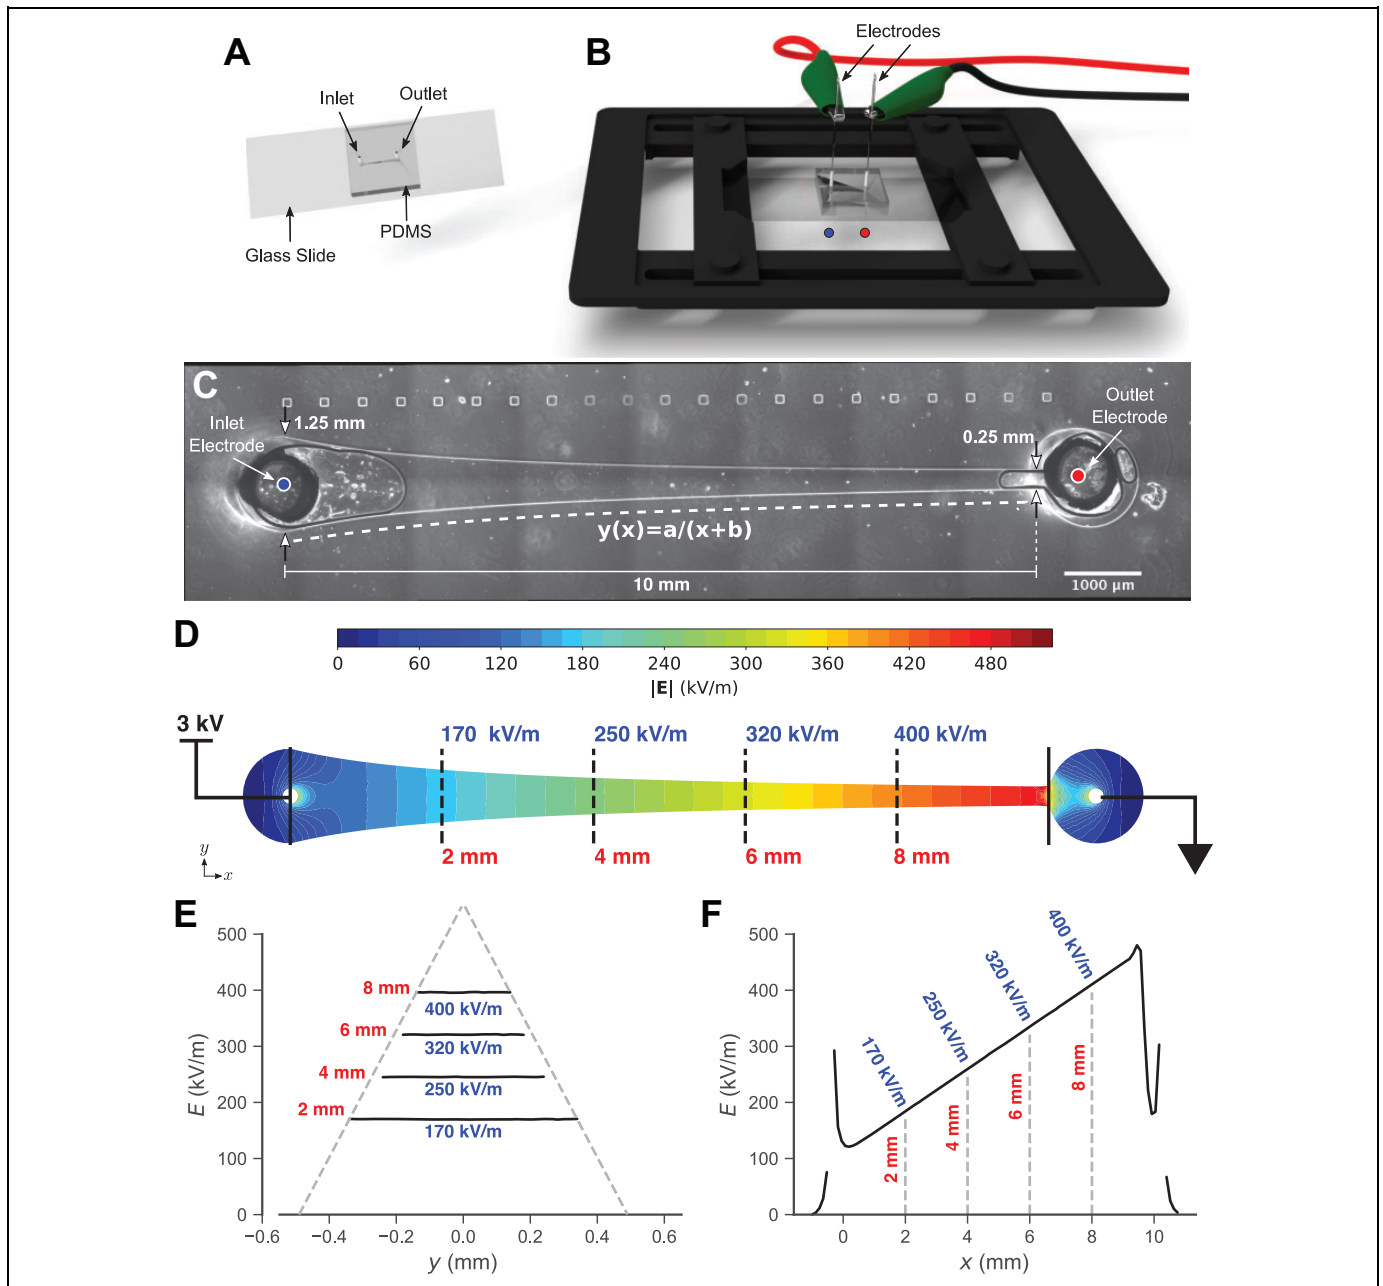 A
Inlet
Outlet
PDMS
Glass Slide
B
Electrodes
C
Inlet
Electrode
1.25 mm
0.25 mm
Outlet
Electrode
y(x)=a/(x+b)
10 mm
1000 µm
D
0 60 120 180 240 300 360 420 480
|E| (kV/m)
3 kV
170 kV/m 250 kV/m 320 kV/m 400 kV/m
2 mm 4 mm 6 mm 8 mm
y
x
E
500
400
300
200
100
0
E (kV/m)
8 mm
400 kV/m
6 mm
320 kV/m
4 mm
250 kV/m
2 mm
170 kV/m
−0.6 −0.4 −0.2 0.0 0.2 0.4 0.6
y (mm)
F
500
400
300
200
100
0
E (kV/m)
170 kV/m
250 kV/m
320 kV/m
400 kV/m
2 mm
4 mm
6 mm
8 mm
0 2 4 6 8 10
x (mm)